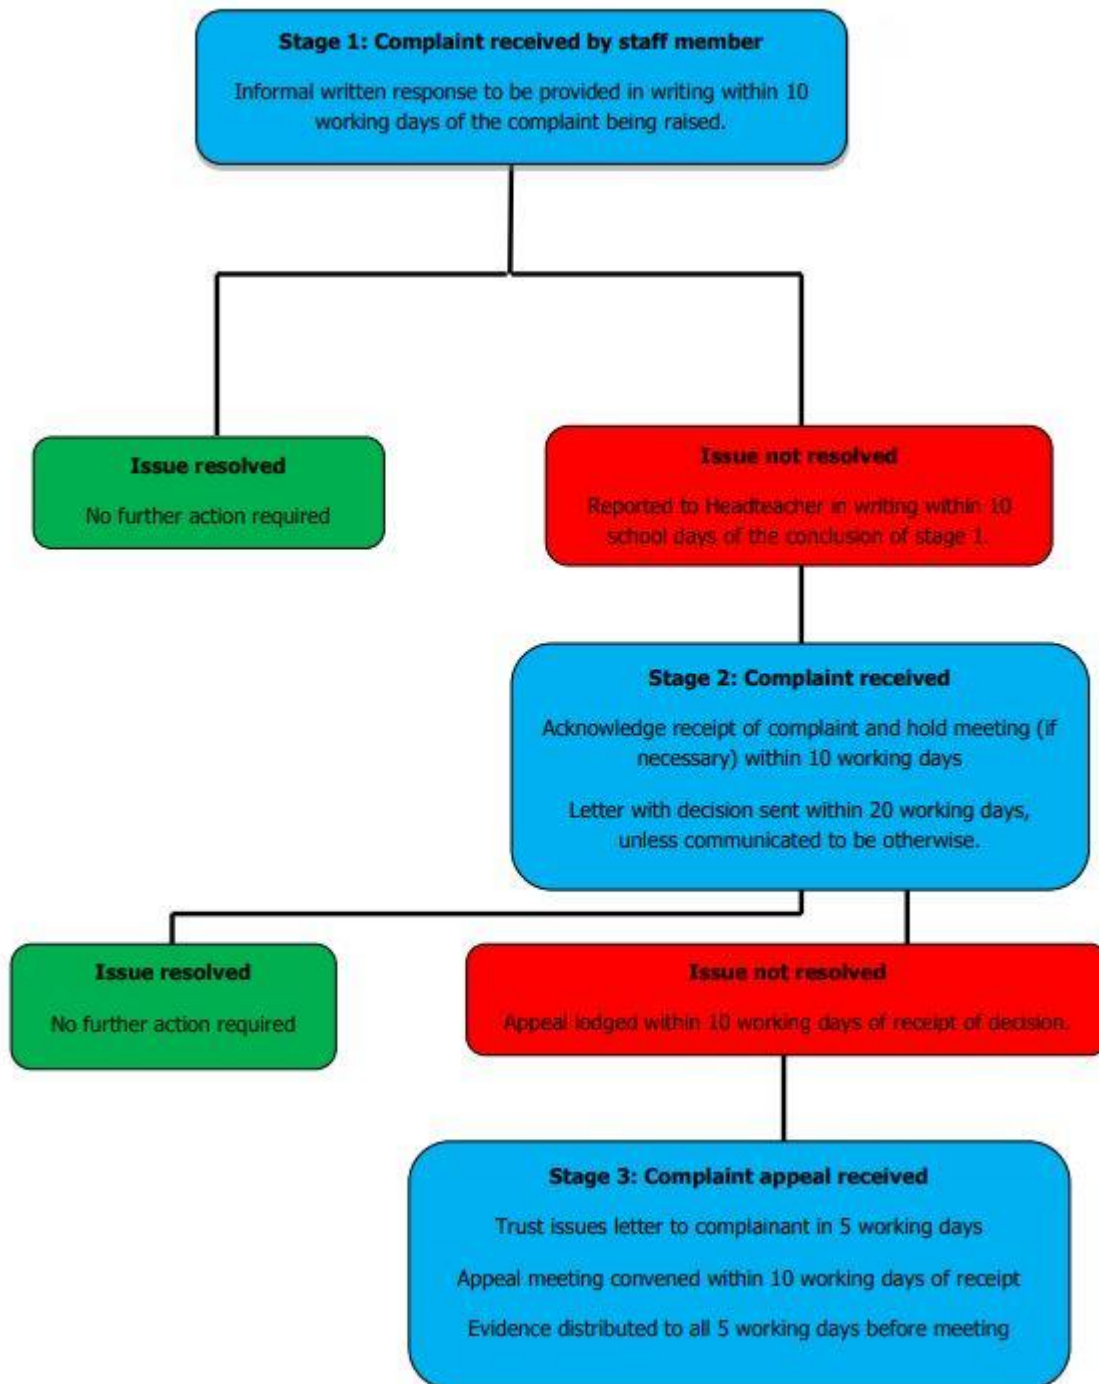 Stage 1: Complaint received by staff member
Informal written response to be provided in writing within 10
working days of the complaint being raised.
Issue resolved
No further action required
Issue not resolved
Reported to Headteacher in writing within 10
school days of the conclusion of stage 1.
Stage 2: Complaint received
Acknowledge receipt of complaint and hold meeting (if
necessary) within 10 working days
Letter with decision sent within 20 working days,
unless communicated to be otherwise.
Issue resolved
No further action required
Issue not resolved
Appeal lodged within 10 working days of receipt of decision.
Stage 3: Complaint appeal received
Trust issues letter to complainant in 5 working days
Appeal meeting convened within 10 working days of receipt
Evidence distributed to all 5 working days before meeting